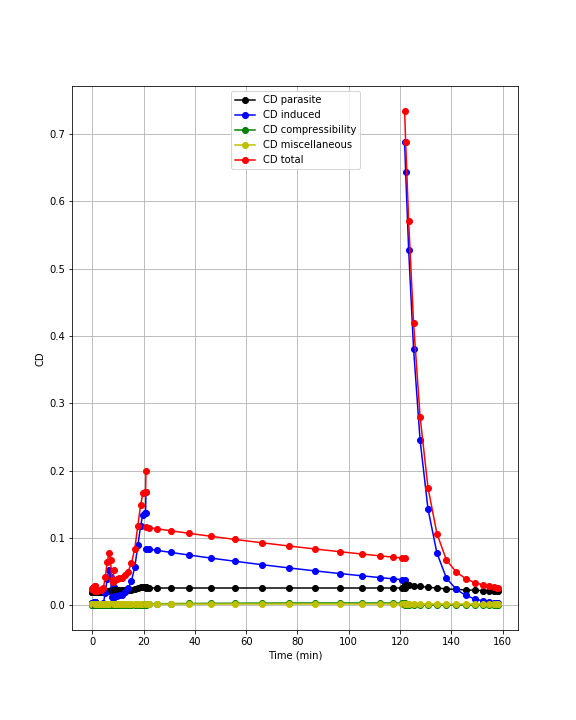 CD parasite
CD induced
CD compressibility
CD miscellaneous
CD total
0.7
0.6
0.5
0.4
0.3
0.2
0.1
0.0
CD
0 20 40 60 80 100 120 140 160
Time (min)